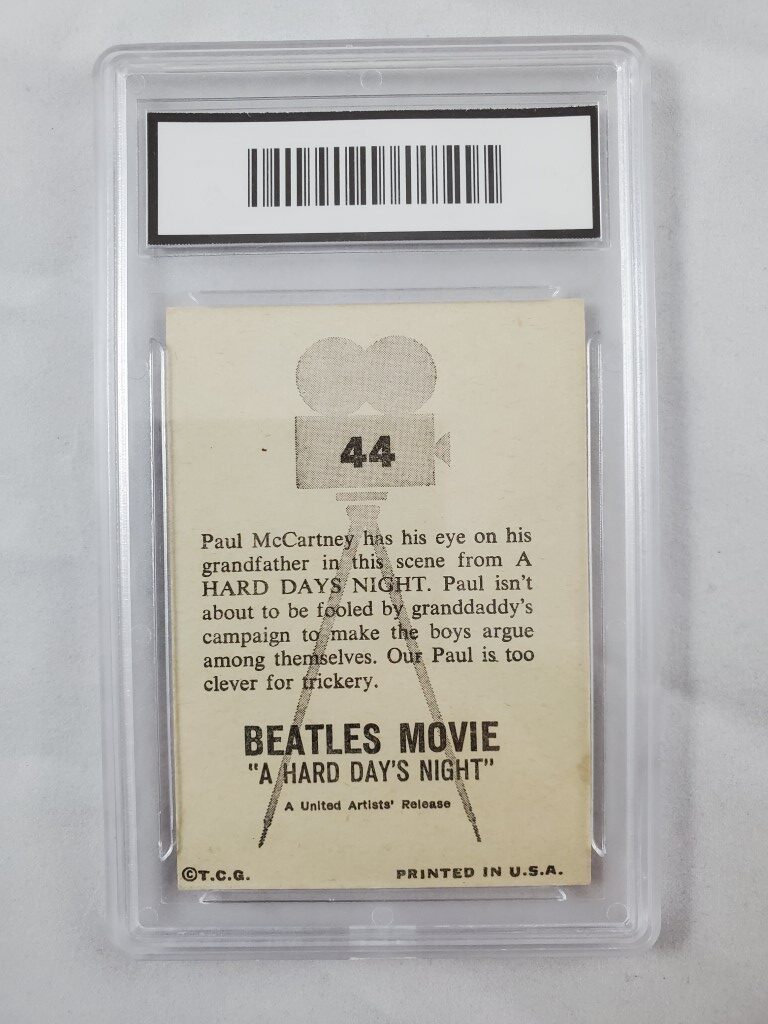 44
Paul McCartney has his eye on his
grandfather in this scene from A
HARD DAYS NIGHT. Paul isn't
about to be fooled by granddaddy's
campaign to make the boys argue
among themselves. Our Paul is too
clever for trickery.
BEATLES MOVIE
"A HARD DAY'S NIGHT"
A United Artists' Release
©T.C.G. PRINTED IN U.S.A.